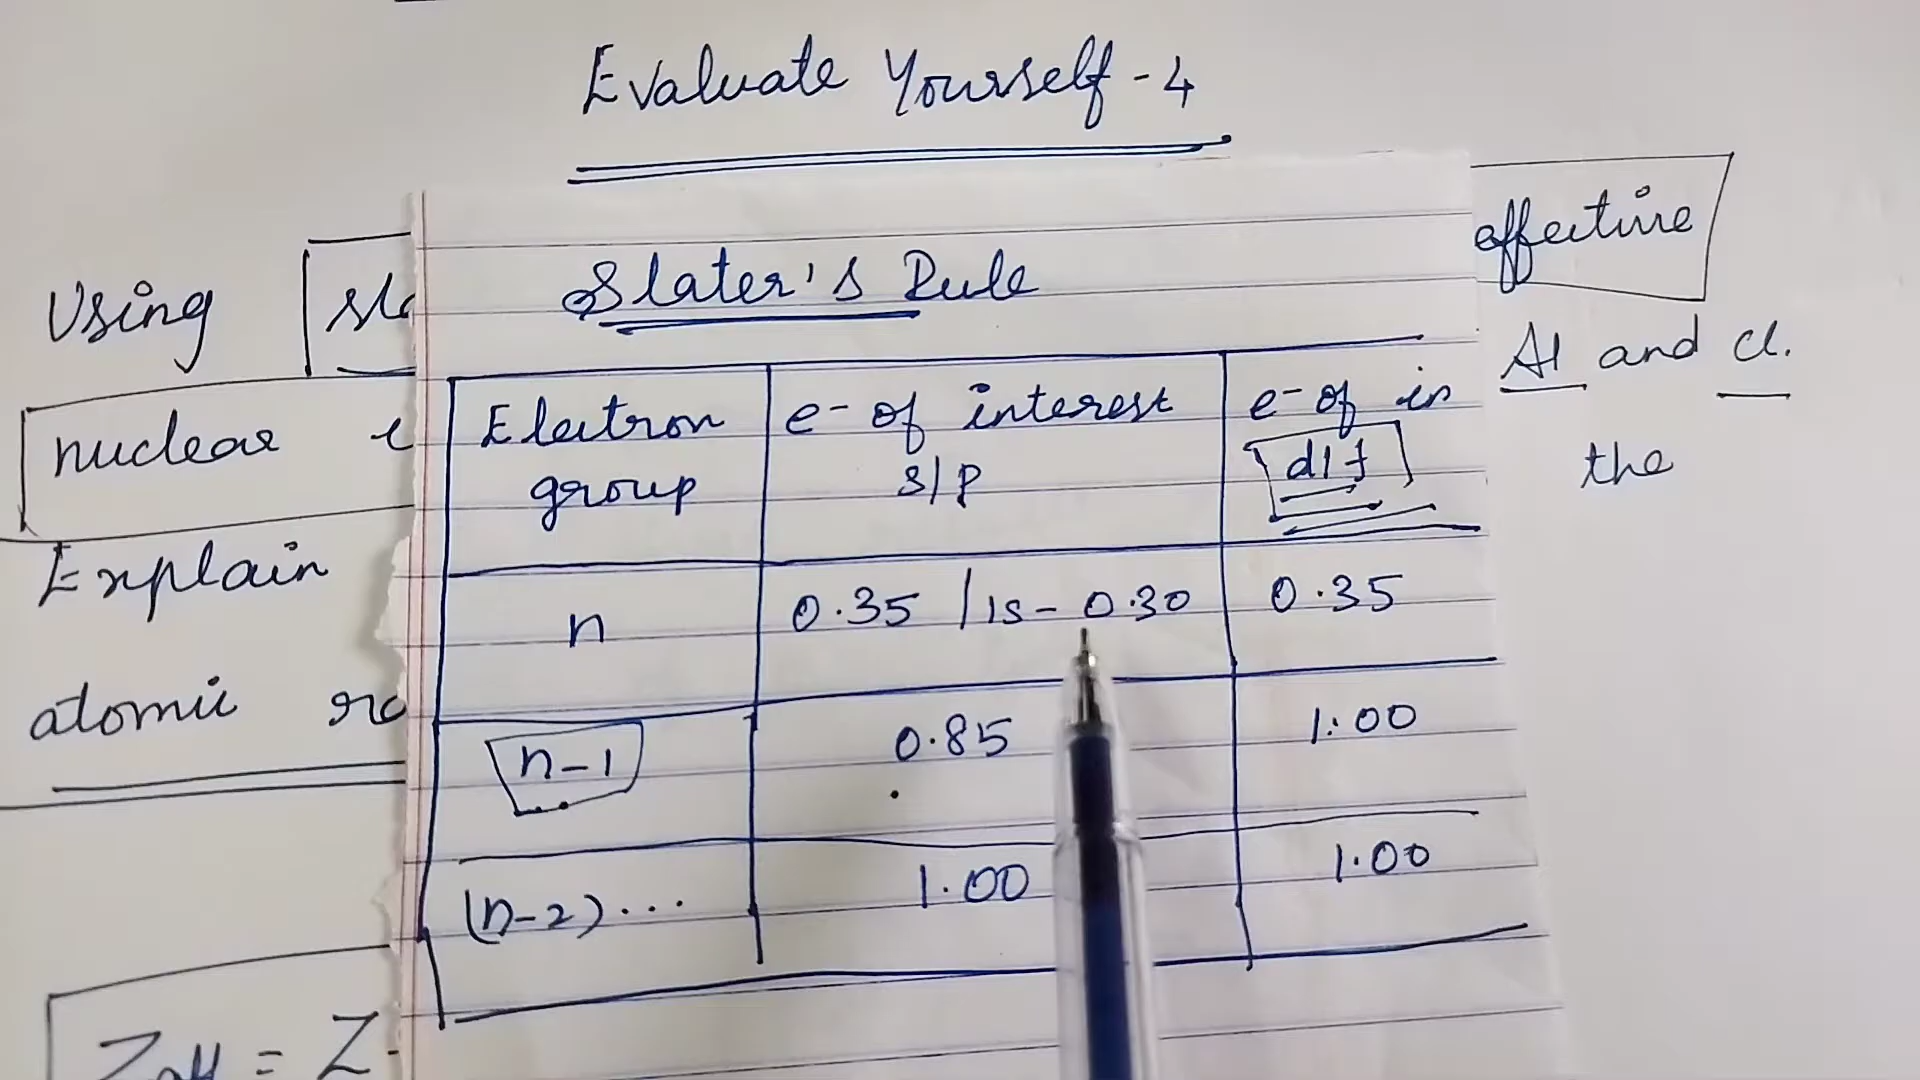 Evaluate Yourself - 4
Slater's Rule
effective
Using
Al and Cl.
nuclear
the
Explain
atomic
Electron group
e- of interest s/p
e- of in d/f
n
0.35 / 1s - 0.30
0.35
n-1
0.85
1.00
(n-2)...
1.00
1.00
Zeff = Z -